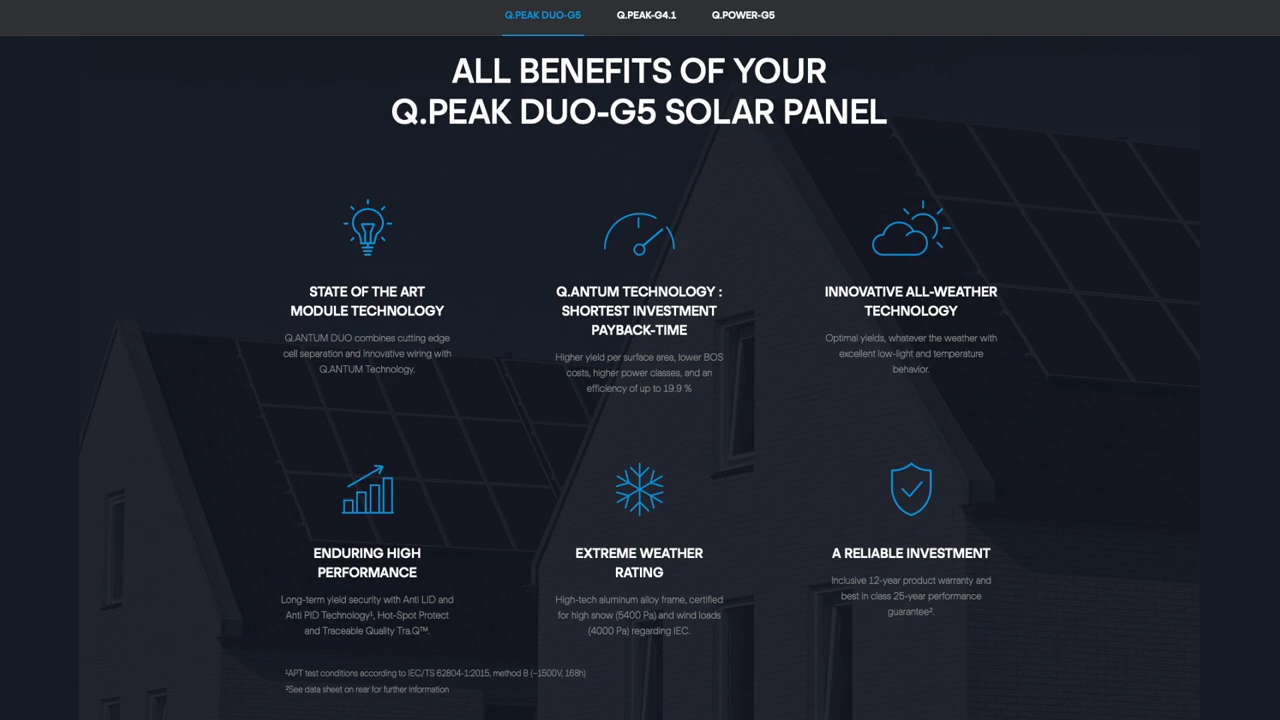 Q.PEAK DUO-G5 Q.PEAK-G4.1 Q.POWER-G5
ALL BENEFITS OF YOUR
Q.PEAK DUO-G5 SOLAR PANEL
STATE OF THE ART
MODULE TECHNOLOGY
Q.ANTUM DUO combines cutting edge
cell separation and innovative wiring with
Q.ANTUM Technology.
Q.ANTUM TECHNOLOGY :
SHORTEST INVESTMENT
PAYBACK-TIME
Higher yield per surface area, lower BOS
costs, higher power classes, and an
efficiency of up to 19.9 %
INNOVATIVE ALL-WEATHER
TECHNOLOGY
Optimal yields, whatever the weather with
excellent low-light and temperature
behavior.
ENDURING HIGH
PERFORMANCE
Long-term yield security with Anti LID and
Anti PID Technology¹, Hot-Spot Protect
and Traceable Quality Tra.Q™.
EXTREME WEATHER
RATING
High-tech aluminum alloy frame, certified
for high snow (5400 Pa) and wind loads
(4000 Pa) regarding IEC.
A RELIABLE INVESTMENT
Inclusive 12-year product warranty and
best in class 25-year performance
guarantee².
¹APT test conditions according to IEC/TS 62804-1:2015, method B (−1500V, 168h)
²See data sheet on rear for further information